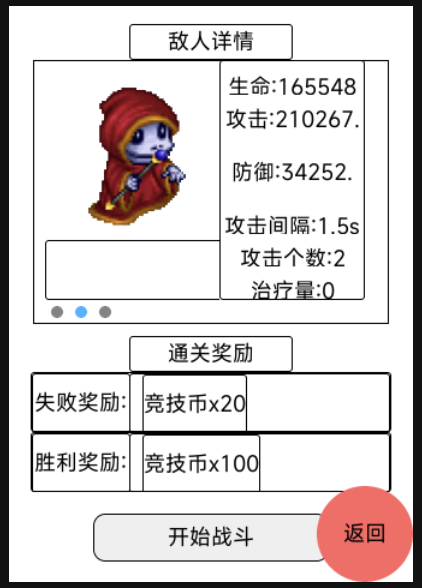 敌人详情
生命:165548
攻击:210267.
防御:34252.
攻击间隔:1.5s
攻击个数:2
治疗量:0
通关奖励
失败奖励: 竞技币x20
胜利奖励: 竞技币x100
开始战斗
返回